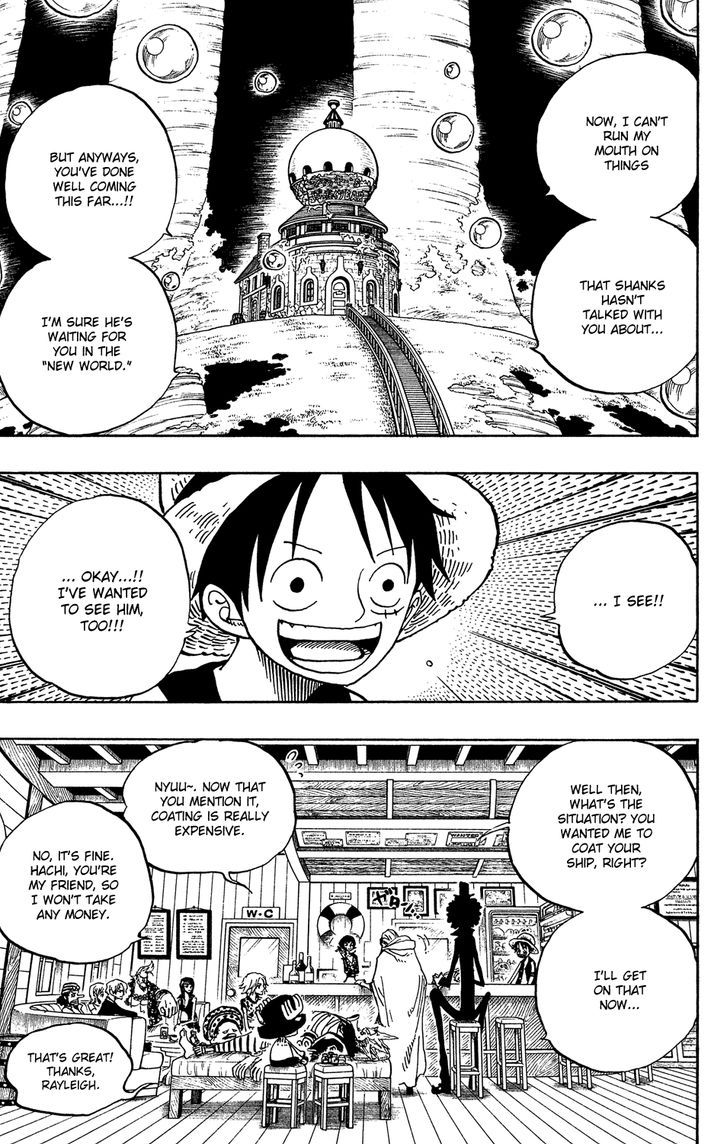 NOW, I CAN'T
RUN MY
MOUTH ON
THINGS
THAT SHANKS
HASN'T
TALKED WITH
YOU ABOUT...
BUT ANYWAYS,
YOU'VE DONE
WELL COMING
THIS FAR...!!
I'M SURE HE'S
WAITING FOR
YOU IN THE
"NEW WORLD."
... I SEE!!
... OKAY...!!
I'VE WANTED
TO SEE HIM,
TOO!!!
WELL THEN,
WHAT'S THE
SITUATION? YOU
WANTED ME TO
COAT YOUR
SHIP, RIGHT?
I'LL GET
ON THAT
NOW...
NYUU~. NOW THAT
YOU MENTION IT,
COATING IS REALLY
EXPENSIVE.
NO, IT'S FINE.
HACHI, YOU'RE
MY FRIEND, SO
I WON'T TAKE
ANY MONEY.
W•C
THAT'S GREAT!
THANKS,
RAYLEIGH.